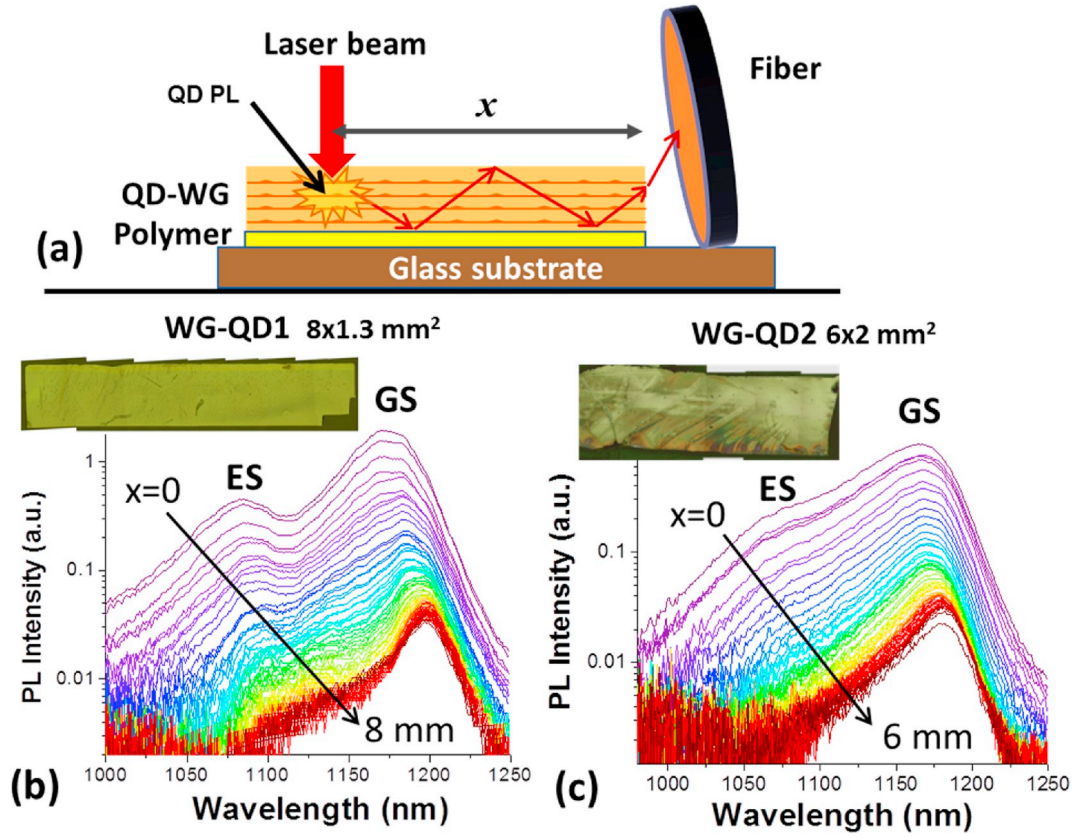 Laser beam
QD PL
x
Fiber
QD-WG
Polymer
(a)
Glass substrate
WG-QD1 8x1.3 mm²
WG-QD2 6x2 mm²
GS
ES
x=0
8 mm
PL Intensity (a.u.)
1
0.1
0.01
1000 1050 1100 1150 1200 1250
Wavelength (nm)
(b)
GS
ES
x=0
6 mm
PL Intensity (a.u.)
0.1
0.01
1000 1050 1100 1150 1200 1250
Wavelength (nm)
(c)